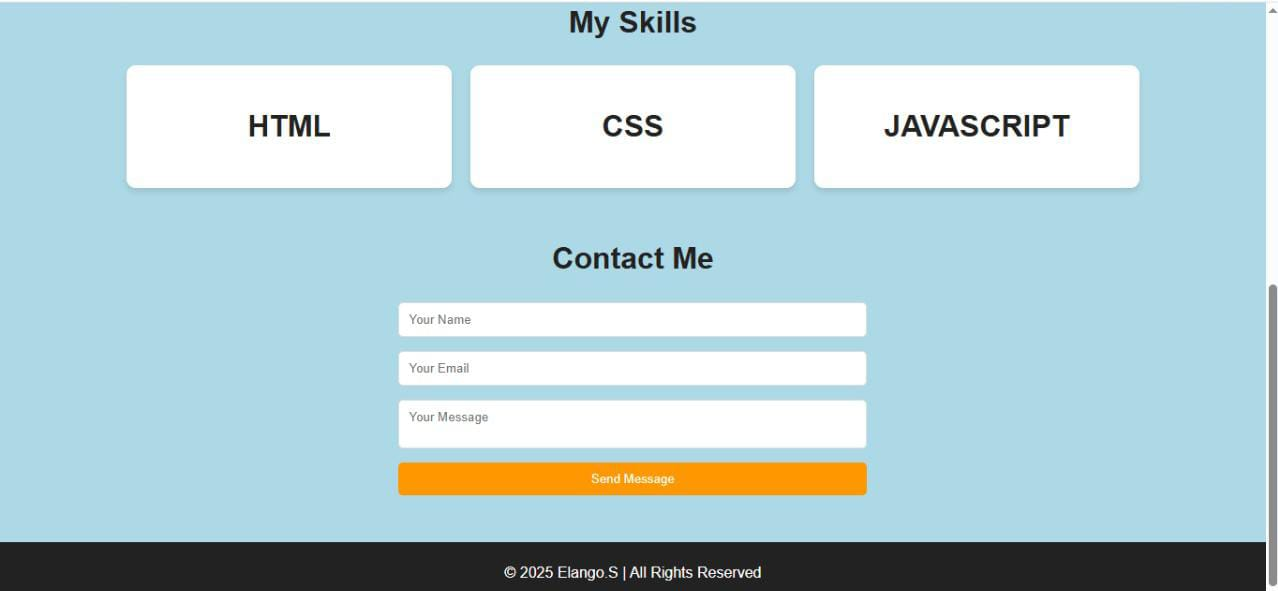 My Skills
HTML CSS JAVASCRIPT
Contact Me
Your Name
Your Email
Your Message
Send Message
© 2025 Elango.S | All Rights Reserved